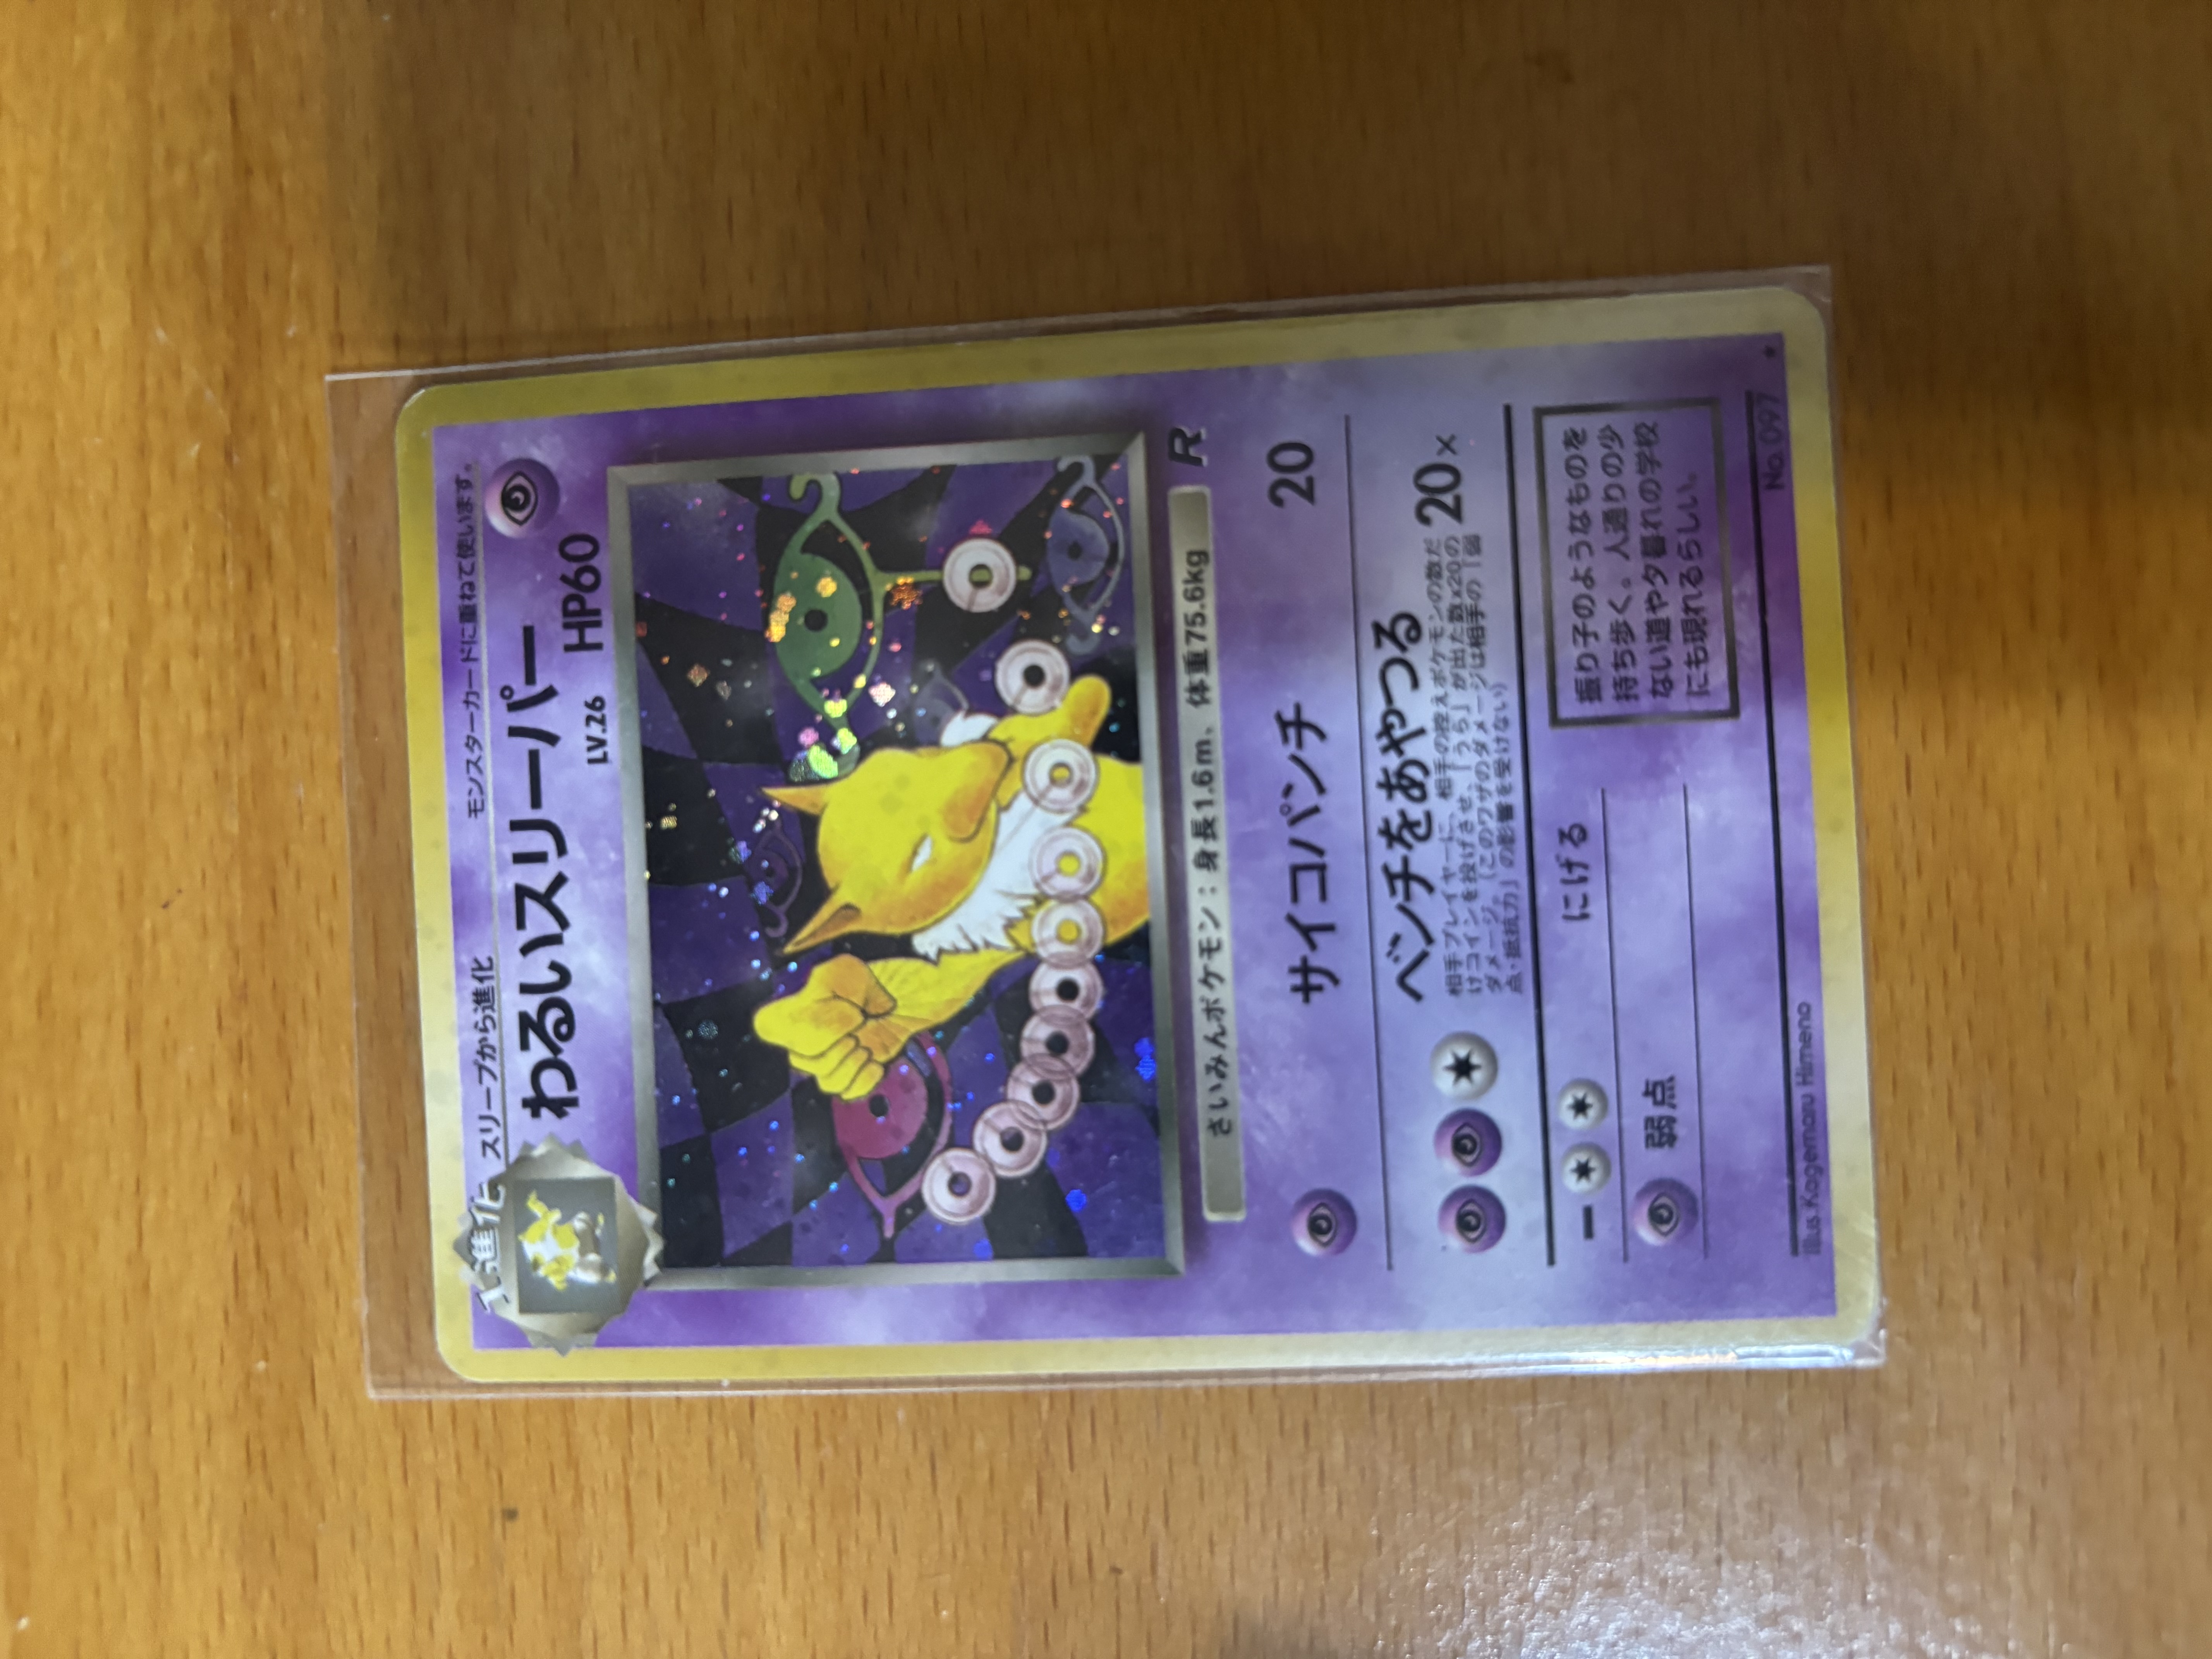 1進化 スリープから進化 モンスターカードに重ねて使います。
わるいスリーパー LV.26 HP60
R
さいみんポケモン：身長1.6m、体重75.6kg
サイコパンチ 20
ベンチをあやつる 20×
相手プレイヤーに、相手の控えポケモンの数だ
けコインを投げさせ、「うら」が出た数×20の
ダメージ。（このワザのダメージは相手の「弱
点・抵抗力」の影響を受けない）
にげる
弱点
振り子のようなものを
持ち歩く。人通りの少
ない道や夕暮れの学校
にも現れるらしい。
Illus. Kagemaru Himeno No.097 ★